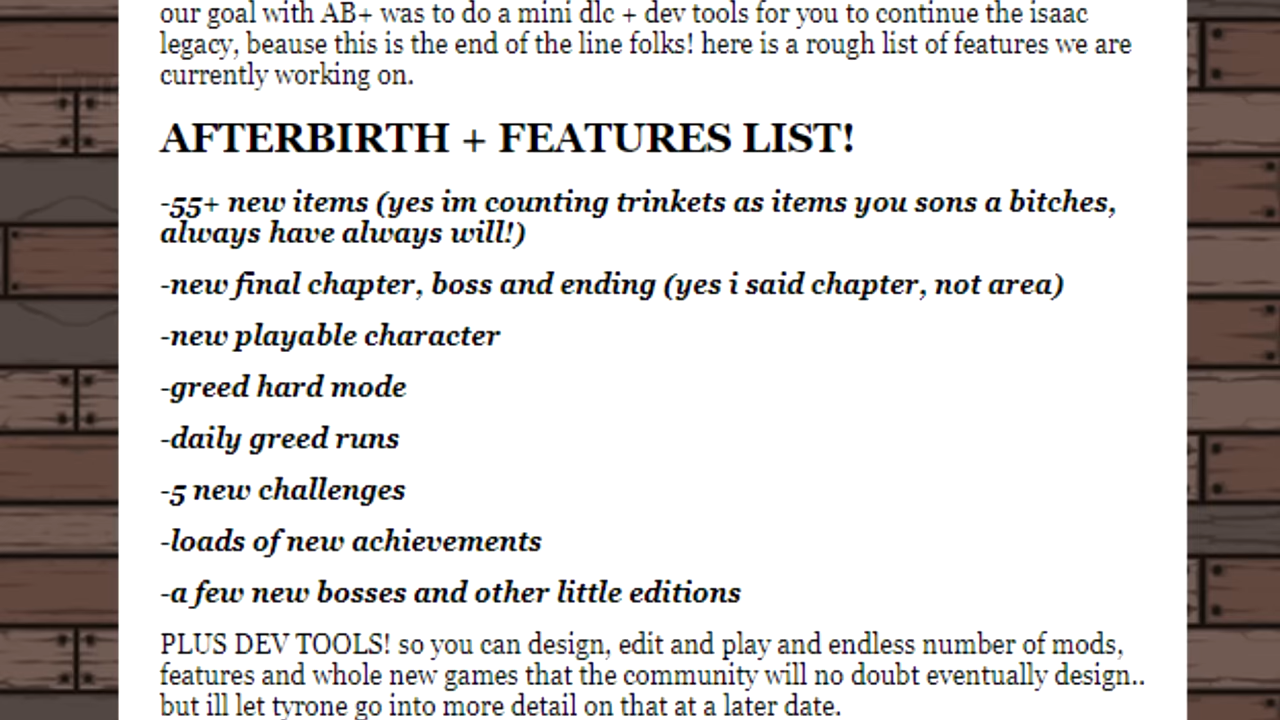 our goal with AB+ was to do a mini dlc + dev tools for you to continue the isaac
legacy, beause this is the end of the line folks! here is a rough list of features we are
currently working on.
AFTERBIRTH + FEATURES LIST!
-55+ new items (yes im counting trinkets as items you sons a bitches,
always have always will!)
-new final chapter, boss and ending (yes i said chapter, not area)
-new playable character
-greed hard mode
-daily greed runs
-5 new challenges
-loads of new achievements
-a few new bosses and other little editions
PLUS DEV TOOLS! so you can design, edit and play and endless number of mods,
features and whole new games that the community will no doubt eventually design..
but ill let tyrone go into more detail on that at a later date.